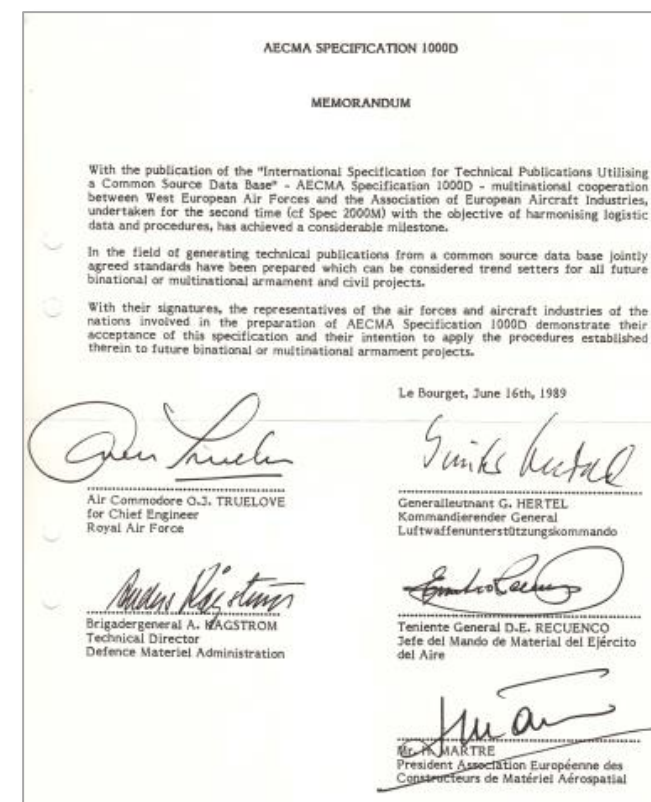 AECMA SPECIFICATION 1000D
MEMORANDUM
With the publication of the "International Specification for Technical Publications Utilising
a Common Source Data Base" - AECMA Specification 1000D - multinational cooperation
between West European Air Forces and the Association of European Aircraft Industries,
undertaken for the second time (cf Spec 2000M) with the objective of harmonising logistic
data and procedures, has achieved a considerable milestone.
In the field of generating technical publications from a common source data base jointly
agreed standards have been prepared which can be considered trend setters for all future
binational or multinational armament and civil projects.
With their signatures, the representatives of the air forces and aircraft industries of the
nations involved in the preparation of AECMA Specification 1000D demonstrate their
acceptance of this specification and their intention to apply the procedures established
therein to future binational or multinational armament projects.
Le Bourget, June 16th, 1989
Air Commodore O.J. TRUELOVE
for Chief Engineer
Royal Air Force
Generalleutnant G. HERTEL
Kommandierender General
Luftwaffenunterstützungskommando
Brigadergeneral A. HAGSTROM
Technical Director
Defence Materiel Administration
Teniente General D.E. RECUENCO
Jefe del Mando de Material del Ejército
del Aire
Mr. MARTRE
President Association Européenne des
Constructeurs de Matériel Aérospatial